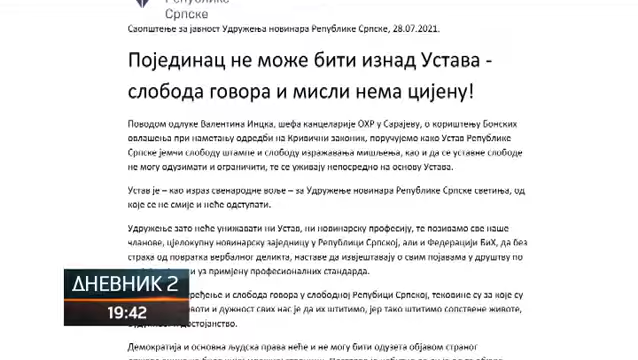 Републике
Српске
Саопштење за јавност Удружења новинара Републике Српске, 28.07.2021.
Појединац не може бити изнад Устава -
слобода говора и мисли нема цијену!
Поводом одлуке Валентина Инцка, шефа канцеларије ОХР у Сарајеву, о кориштењу Бонских
овлашења при наметању одредби на Кривични законик, поручујемо како Устав Републике
Српске јемчи слободу штампе и слободу изражавања мишљења, као и да се уставне слободе
не могу одузимати и ограничити, те се уживају непосредно на основу Устава.
Устав је – као израз свенародне воље – за Удружење новинара Републике Српске светиња, од
које се не смије и неће одступати.
Удружење зато неће унижавати ни Устав, ни новинарску професију, те позивамо све наше
чланове, цјелокупну новинарску заједницу у Републици Српској, али и Федерацији БиХ, да без
страха од повратка вербалног деликта, наставе да извјештавају о свим појавама у друштву по
уз примјену професионалних стандарда.
ређење и слобода говора у слободној Републци Српској, тековине су за које су
воти и дужност свих нас је да их штитимо, јер тако штитимо сопствене животе,
достојанство.
Демократија и основна људска права неће и не могу бити одузета објавом страног
ДНЕВНИК 2
19:42